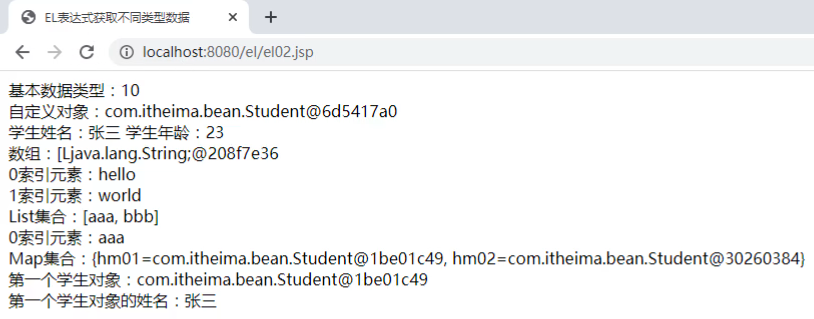 EL表达式获取不同类型数据
localhost:8080/el/el02.jsp
基本数据类型：10
自定义对象：com.itheima.bean.Student@6d5417a0
学生姓名：张三 学生年龄：23
数组：[Ljava.lang.String;@208f7e36
0索引元素：hello
1索引元素：world
List集合：[aaa, bbb]
0索引元素：aaa
Map集合：{hm01=com.itheima.bean.Student@1be01c49, hm02=com.itheima.bean.Student@30260384}
第一个学生对象：com.itheima.bean.Student@1be01c49
第一个学生对象的姓名：张三